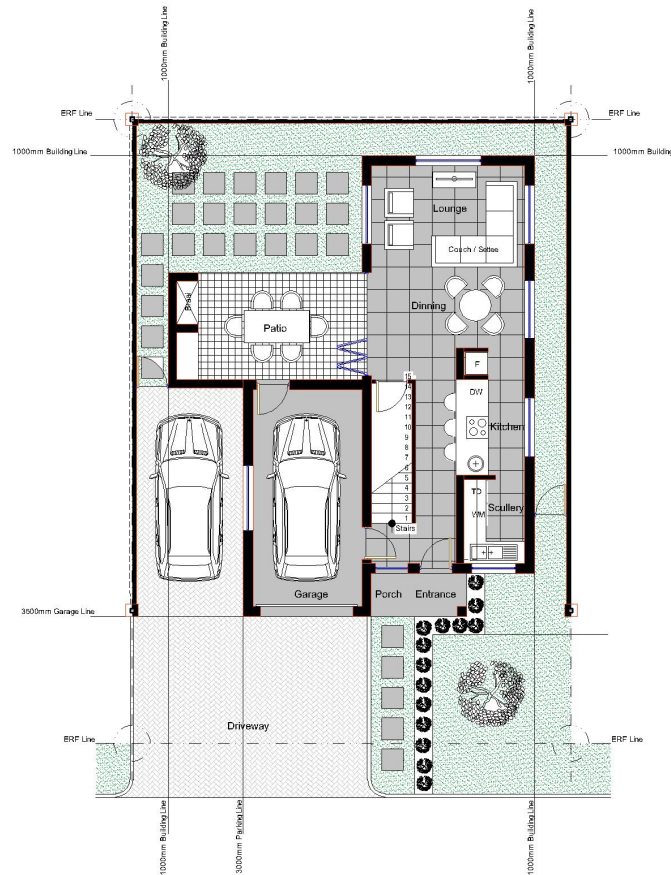 1000mm Building Line
1000mm Building Line
ERF Line
ERF Line
1000mm Building Line
1000mm Building
Lounge
Couch / Settee
Dinning
Braai
Patio
F
DW
Kitchen
15
14
13
12
11
10
9
8
7
6
5
4
3
2
1
Stairs
TD
WM
Scullery
Garage
Porch
Entrance
3500mm Garage Line
Driveway
ERF Line
ERF Line
1000mm Building Line
3000mm Parking Line
1000mm Building Line